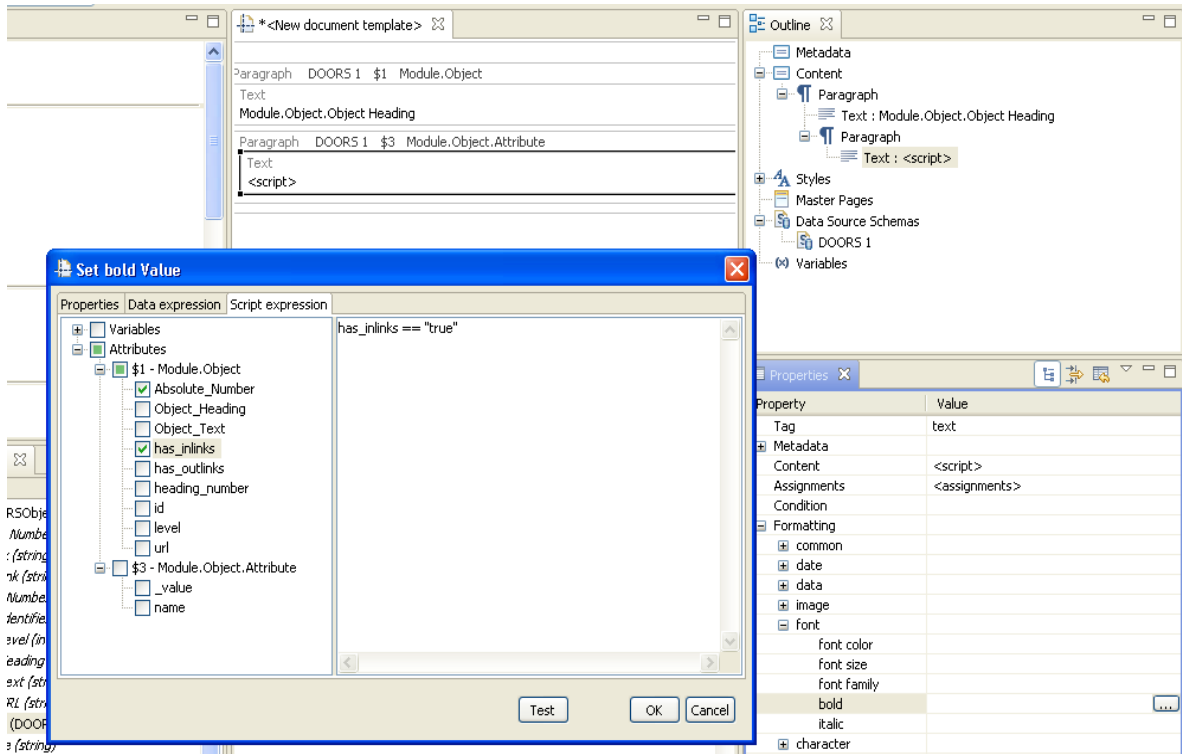 *<New document template>
Paragraph DOORS 1 $1 Module.Object
Text
Module.Object.Object Heading
Paragraph DOORS 1 $3 Module.Object.Attribute
Text
<script>
Outline
Metadata
Content
Paragraph
Text : Module.Object.Object Heading
Paragraph
Text : <script>
Styles
Master Pages
Data Source Schemas
DOORS 1
(x) Variables
Set bold Value
Properties Data expression Script expression
Variables
Attributes
$1 - Module.Object
Absolute_Number
Object_Heading
Object_Text
has_inlinks
has_outlinks
heading_number
id
level
url
$3 - Module.Object.Attribute
_value
name
has_inlinks == "true"
Test OK Cancel
Properties
Property Value
Tag text
Metadata
Content <script>
Assignments <assignments>
Condition
Formatting
common
date
data
image
font
font color
font size
font family
bold ...
italic
character